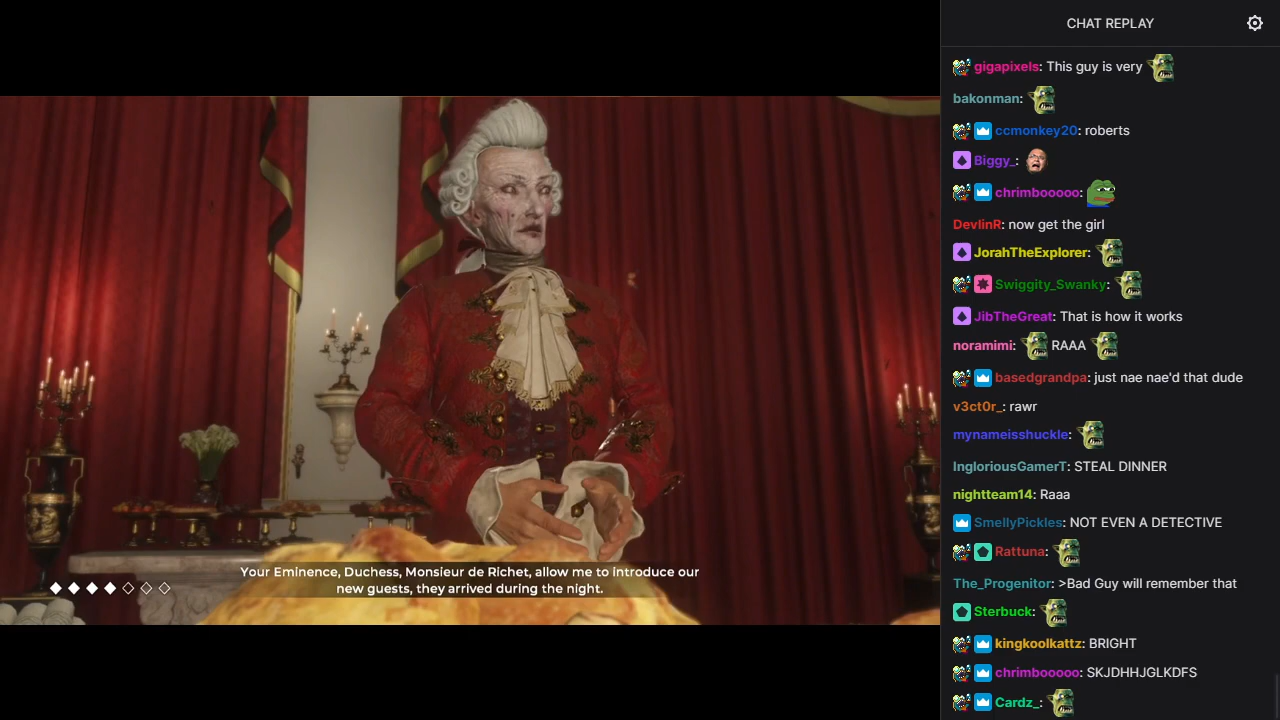 CHAT REPLAY
gigapixels: This guy is very
bakonman:
ccmonkey20: roberts
Biggy_:
chrimbooooo:
DevlinR: now get the girl
JorahTheExplorer:
Swiggity_Swanky:
JibTheGreat: That is how it works
noramimi: RAAA
basedgrandpa: just nae nae'd that dude
v3ct0r_: rawr
mynameisshuckle:
IngloriousGamerT: STEAL DINNER
nightteam14: Raaa
SmellyPickles: NOT EVEN A DETECTIVE
Rattuna:
The_Progenitor: >Bad Guy will remember that
Sterbuck:
kingkoolkattz: BRIGHT
chrimbooooo: SKJDHHJGLKDFS
Cardz_:
Your Eminence, Duchess, Monsieur de Richet, allow me to introduce our
new guests, they arrived during the night.